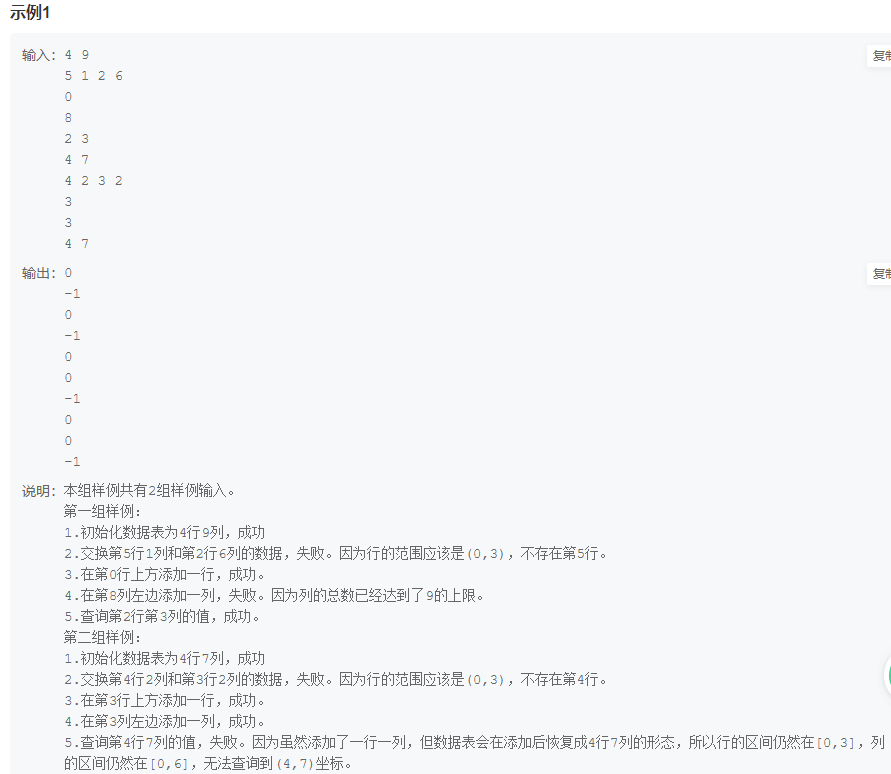 示例1
输入: 4 9
复制
5 1 2 6
0
8
2 3
4 7
4 2 3 2
3
3
4 7
输出: 0
复制
-1
0
-1
0
0
-1
0
0
-1
说明: 本组样例共有2组样例输入。
第一组样例:
1.初始化数据表为4行9列，成功
2.交换第5行1列和第2行6列的数据，失败。因为行的范围应该是(0,3)，不存在第5行。
3.在第0行上方添加一行，成功。
4.在第8列左边添加一列，失败。因为列的总数已经达到了9的上限。
5.查询第2行第3列的值，成功。
第二组样例:
1.初始化数据表为4行7列，成功
2.交换第4行2列和第3行2列的数据，失败。因为行的范围应该是(0,3)，不存在第4行。
3.在第3行上方添加一行，成功。
4.在第3列左边添加一列，成功。
5.查询第4行7列的值，失败。因为虽然添加了一行一列，但数据表会在添加后恢复成4行7列的形态，所以行的区间仍然在[0,3]，列
的区间仍然在[0,6]，无法查询到(4,7)坐标。